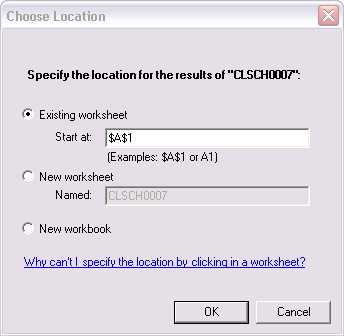 Choose Location
Specify the location for the results of "CLSCH0007":
Existing worksheet
Start at: $A$1
(Examples: $A$1 or A1)
New worksheet
Named: CLSCH0007
New workbook
Why can't I specify the location by clicking in a worksheet?
OK Cancel